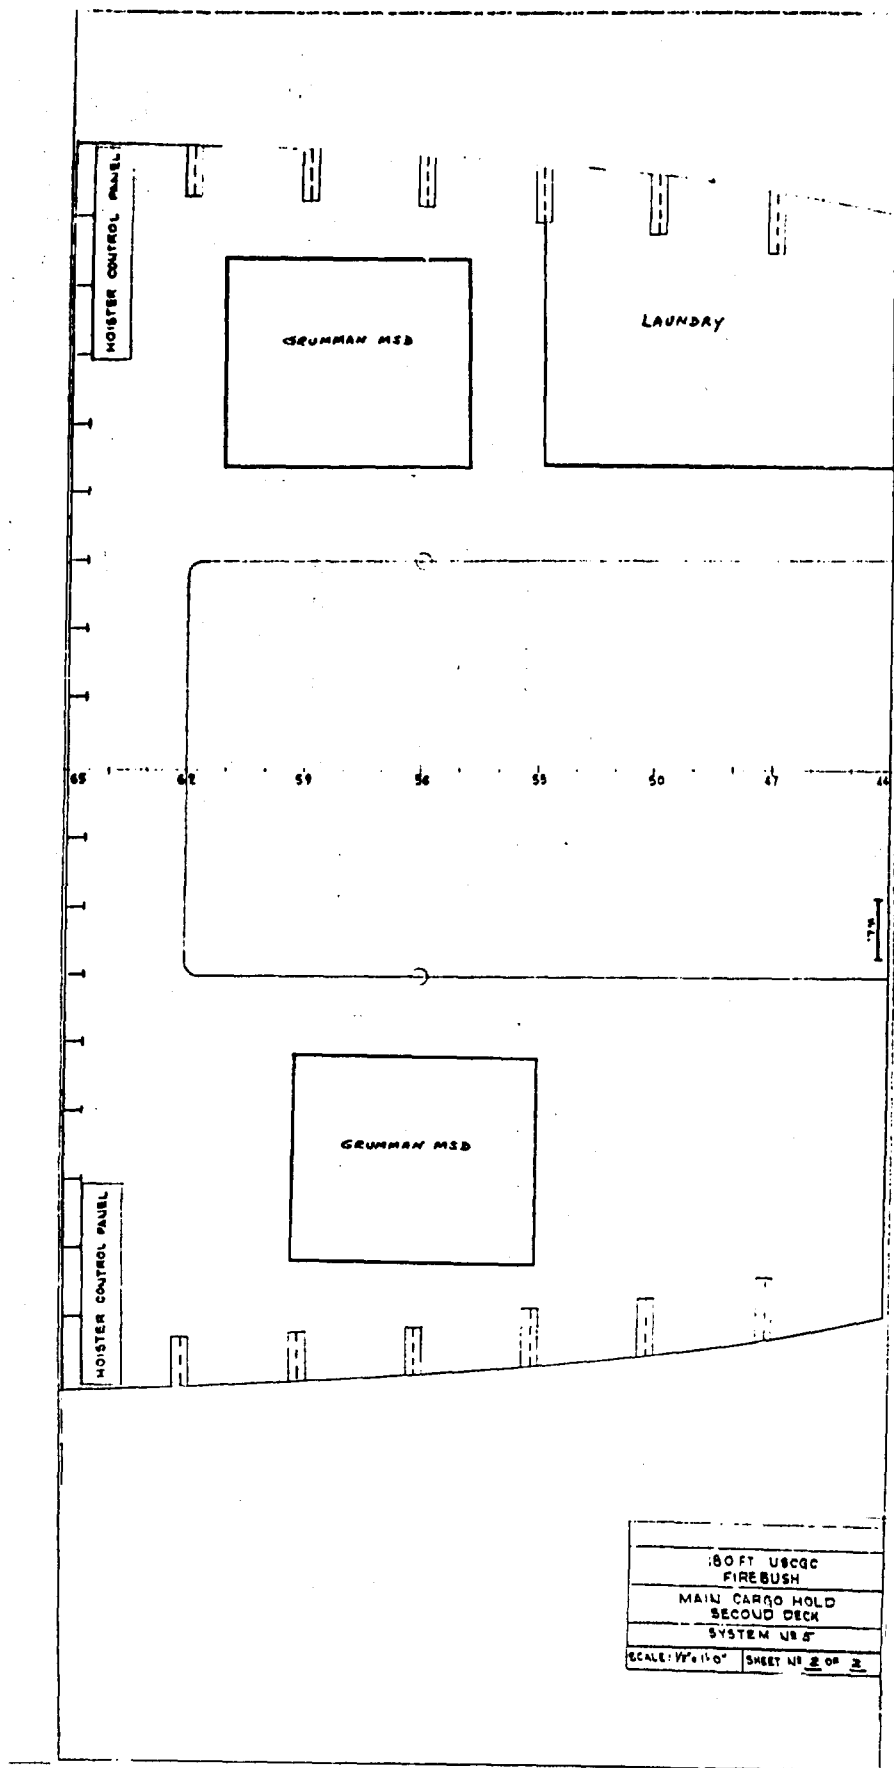 HOISTER CONTROL PANEL
GRUMMAN MSD
LAUNDRY
65 62 59 56 53 50 47 44
GRUMMAN MSD
HOISTER CONTROL PANEL
180 FT USCGC
FIREBUSH
MAIN CARGO HOLD
SECOND DECK
SYSTEM Nº 5
SCALE: 1/2"=1'-0" SHEET Nº 2 OF